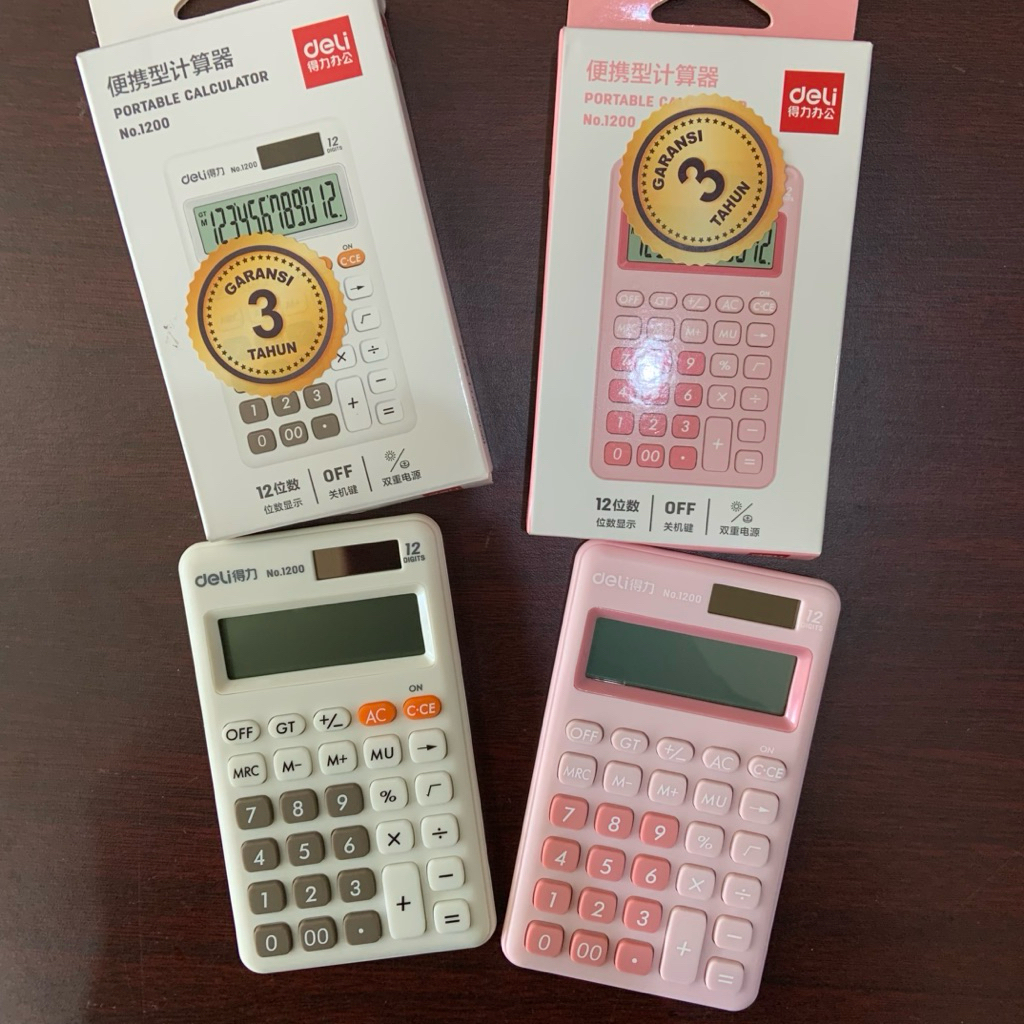 便携型计算器
PORTABLE CALCULATOR
No.1200
deli
得力办公
deli得力 No.1200
12
DIGITS
GT
M
123456789012.
ON
C·CE
→
√
× ÷
−
1 2 3 +
0 00 · =
GARANSI
3
TAHUN
12位数
位数显示
OFF
关机键
双重电源
便携型计算器
PORTABLE
No.1200
deli
得力办公
GARANSI
3
TAHUN
ON
OFF GT +/− AC C·CE
MRC M+ MU →
9 % √
4 6 × ÷
1 2 3 + −
0 00 · =
12位数
位数显示
OFF
关机键
双重电源
deli得力 No.1200
12
DIGITS
ON
OFF GT +/− AC C·CE
MRC M− M+ MU →
7 8 9 % √
4 5 6 × ÷
1 2 3 + −
0 00 · =
deli得力 No.1200
12
DIGITS
ON
OFF GT +/− AC C·CE
MRC M− M+ MU →
7 8 9 % √
4 5 6 × ÷
1 2 3 + −
0 00 · =